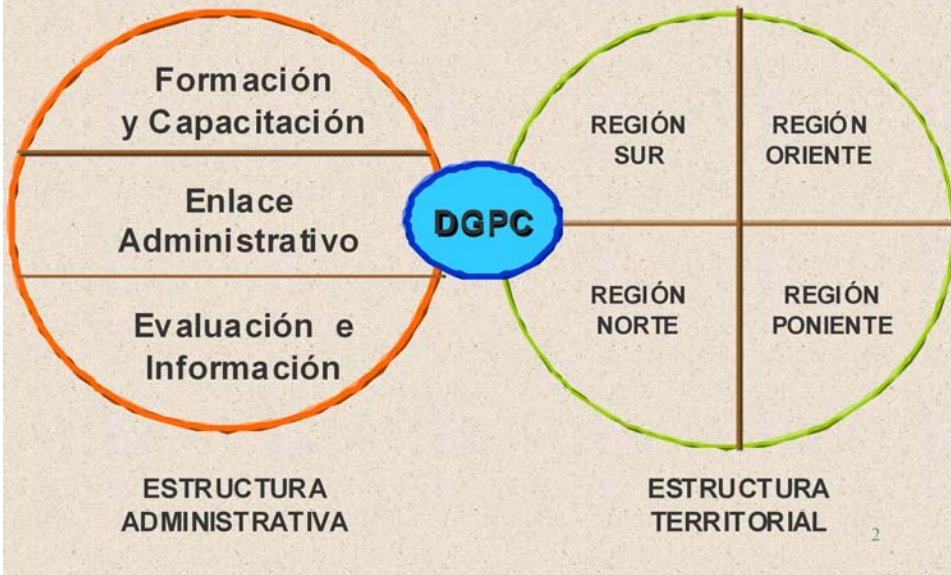 Formación
y Capacitación
Enlace
Administrativo
Evaluación e
Información
DGPC
REGIÓN
SUR
REGIÓN
ORIENTE
REGIÓN
NORTE
REGIÓN
PONIENTE
ESTRUCTURA
ADMINISTRATIVA
ESTRUCTURA
TERRITORIAL
2